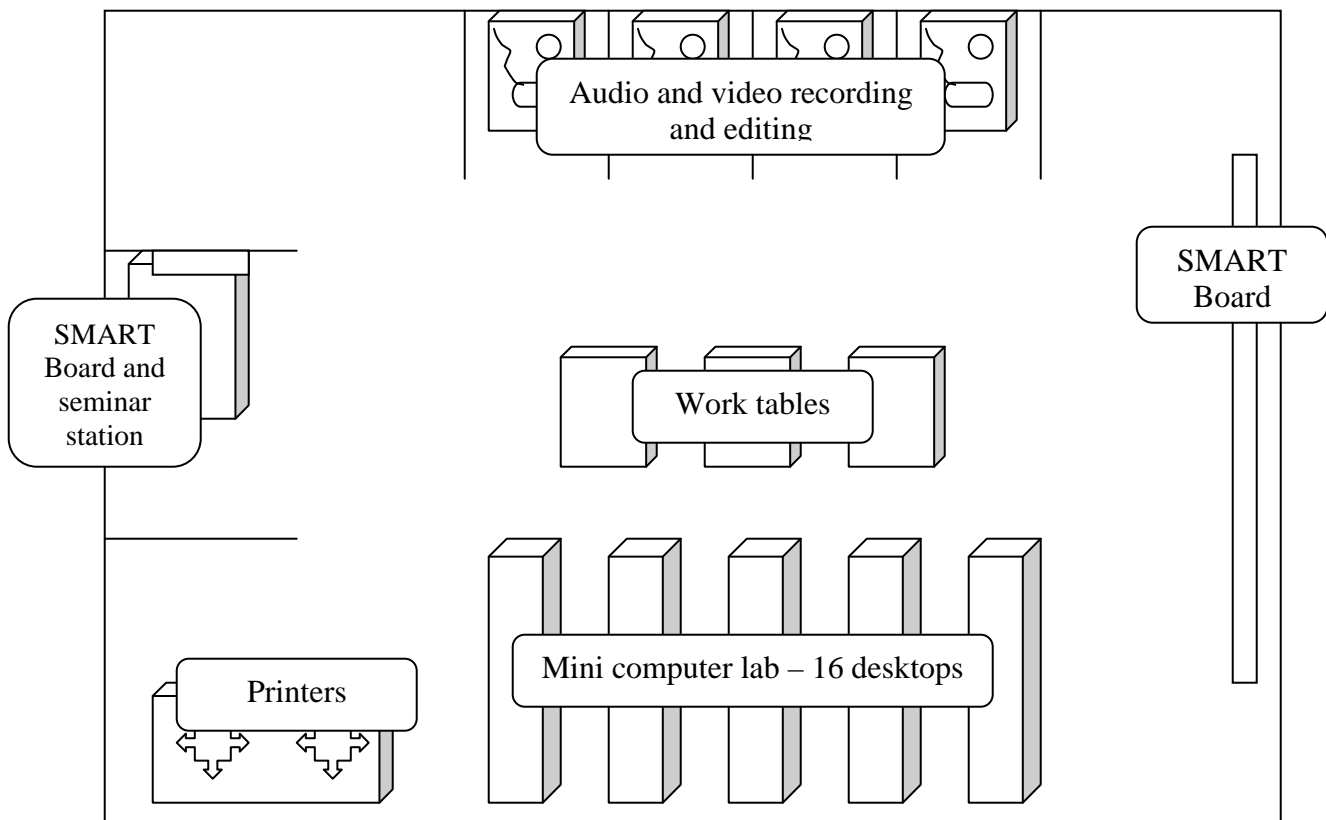 Audio and video recording
and editing
SMART
Board
SMART
Board and
seminar
station
Work tables
Mini computer lab – 16 desktops
Printers